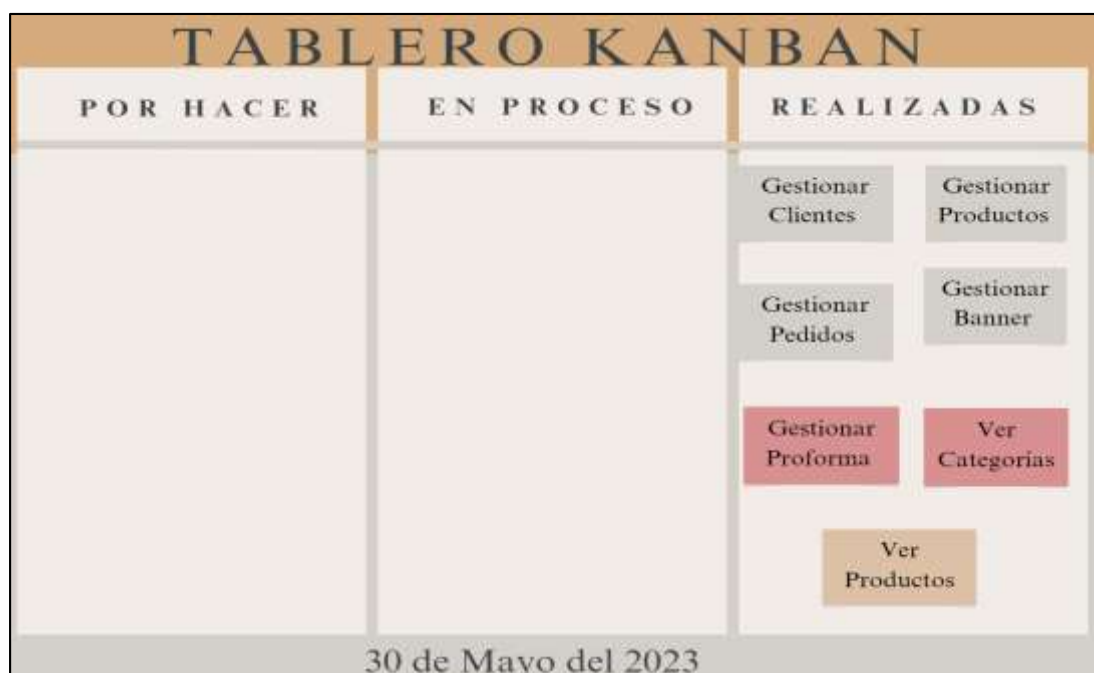 TABLERO KANBAN
POR HACER
EN PROCESO
REALIZADAS
Gestionar
Clientes
Gestionar
Productos
Gestionar
Pedidos
Gestionar
Banner
Gestionar
Proforma
Ver
Categorías
Ver
Productos
30 de Mayo del 2023